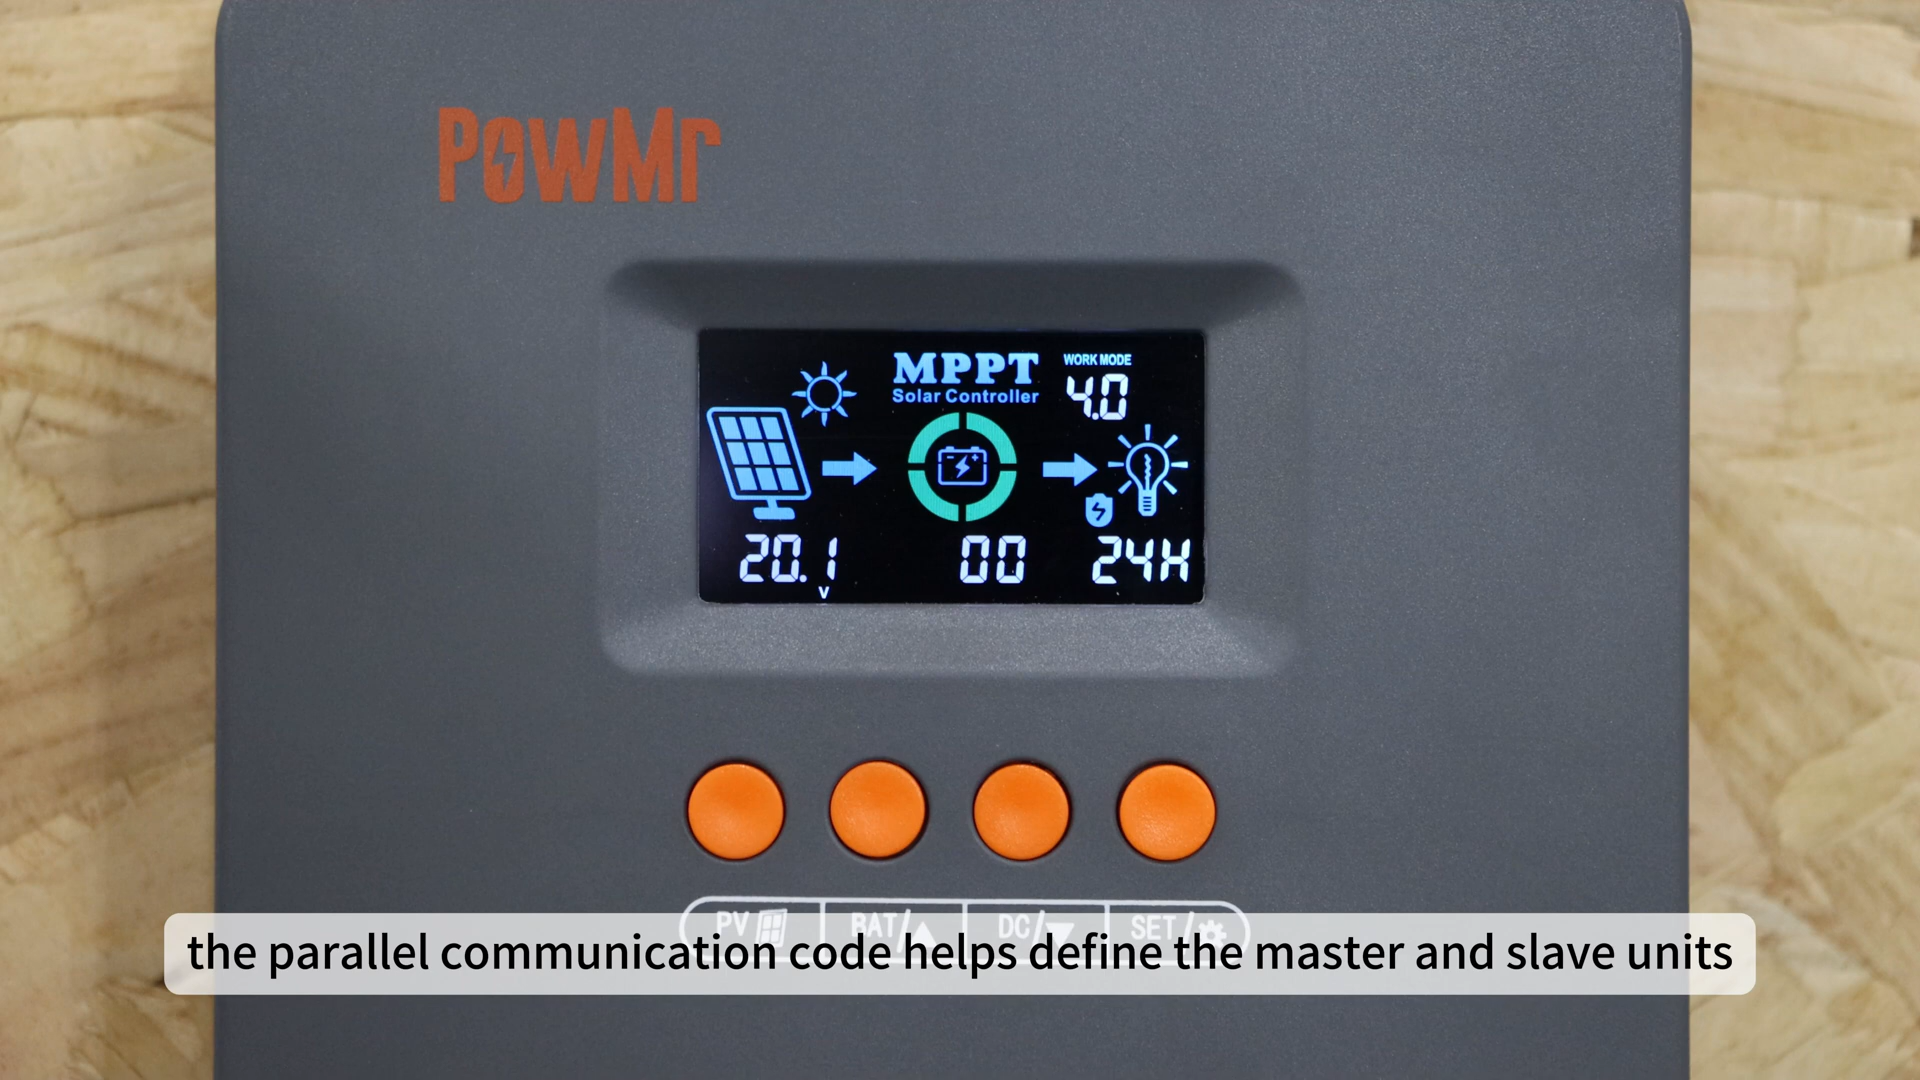 PowMr
MPPT
Solar Controller
WORK MODE
4.0
20.1
V
00
24H
PV
BAT/▲
DC/▼
SET/
the parallel communication code helps define the master and slave units